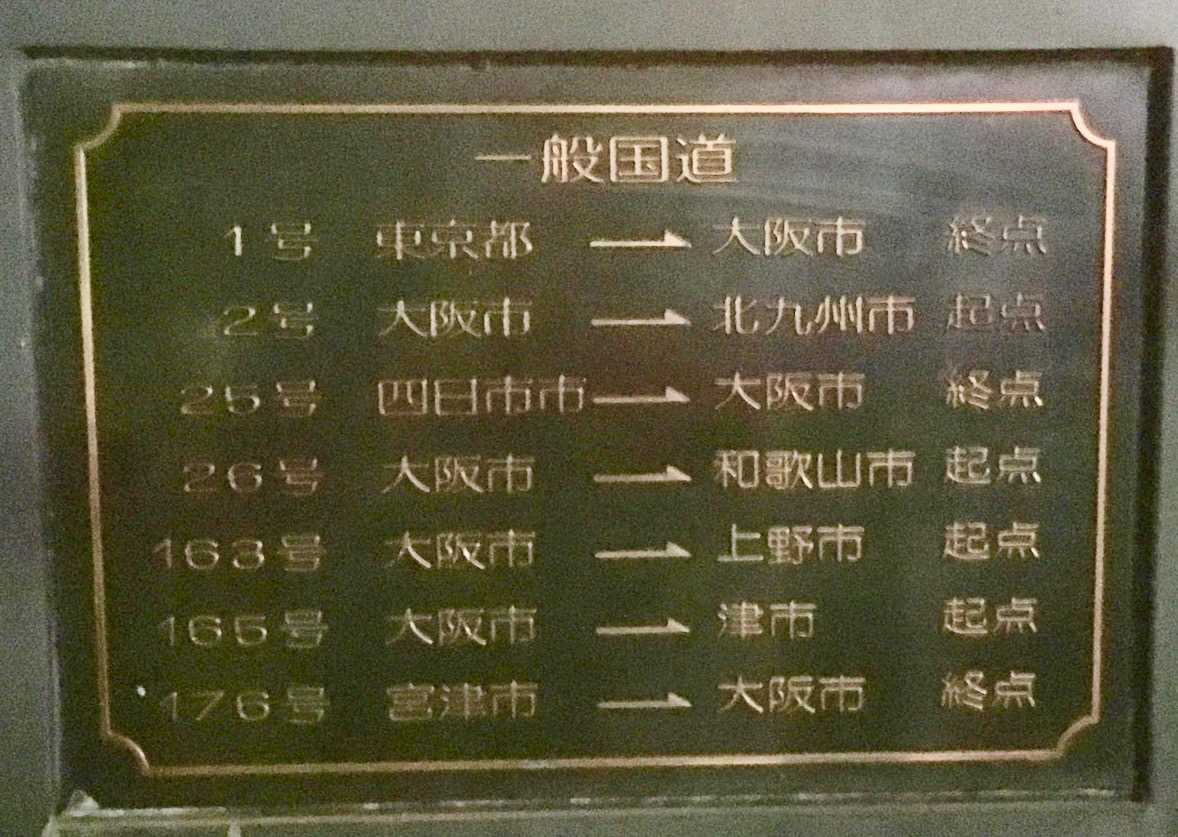 一般国道
1号 東京都 → 大阪市 終点
2号 大阪市 → 北九州市 起点
25号 四日市市 → 大阪市 終点
26号 大阪市 → 和歌山市 起点
163号 大阪市 → 上野市 起点
165号 大阪市 → 津市 起点
176号 宮津市 → 大阪市 終点